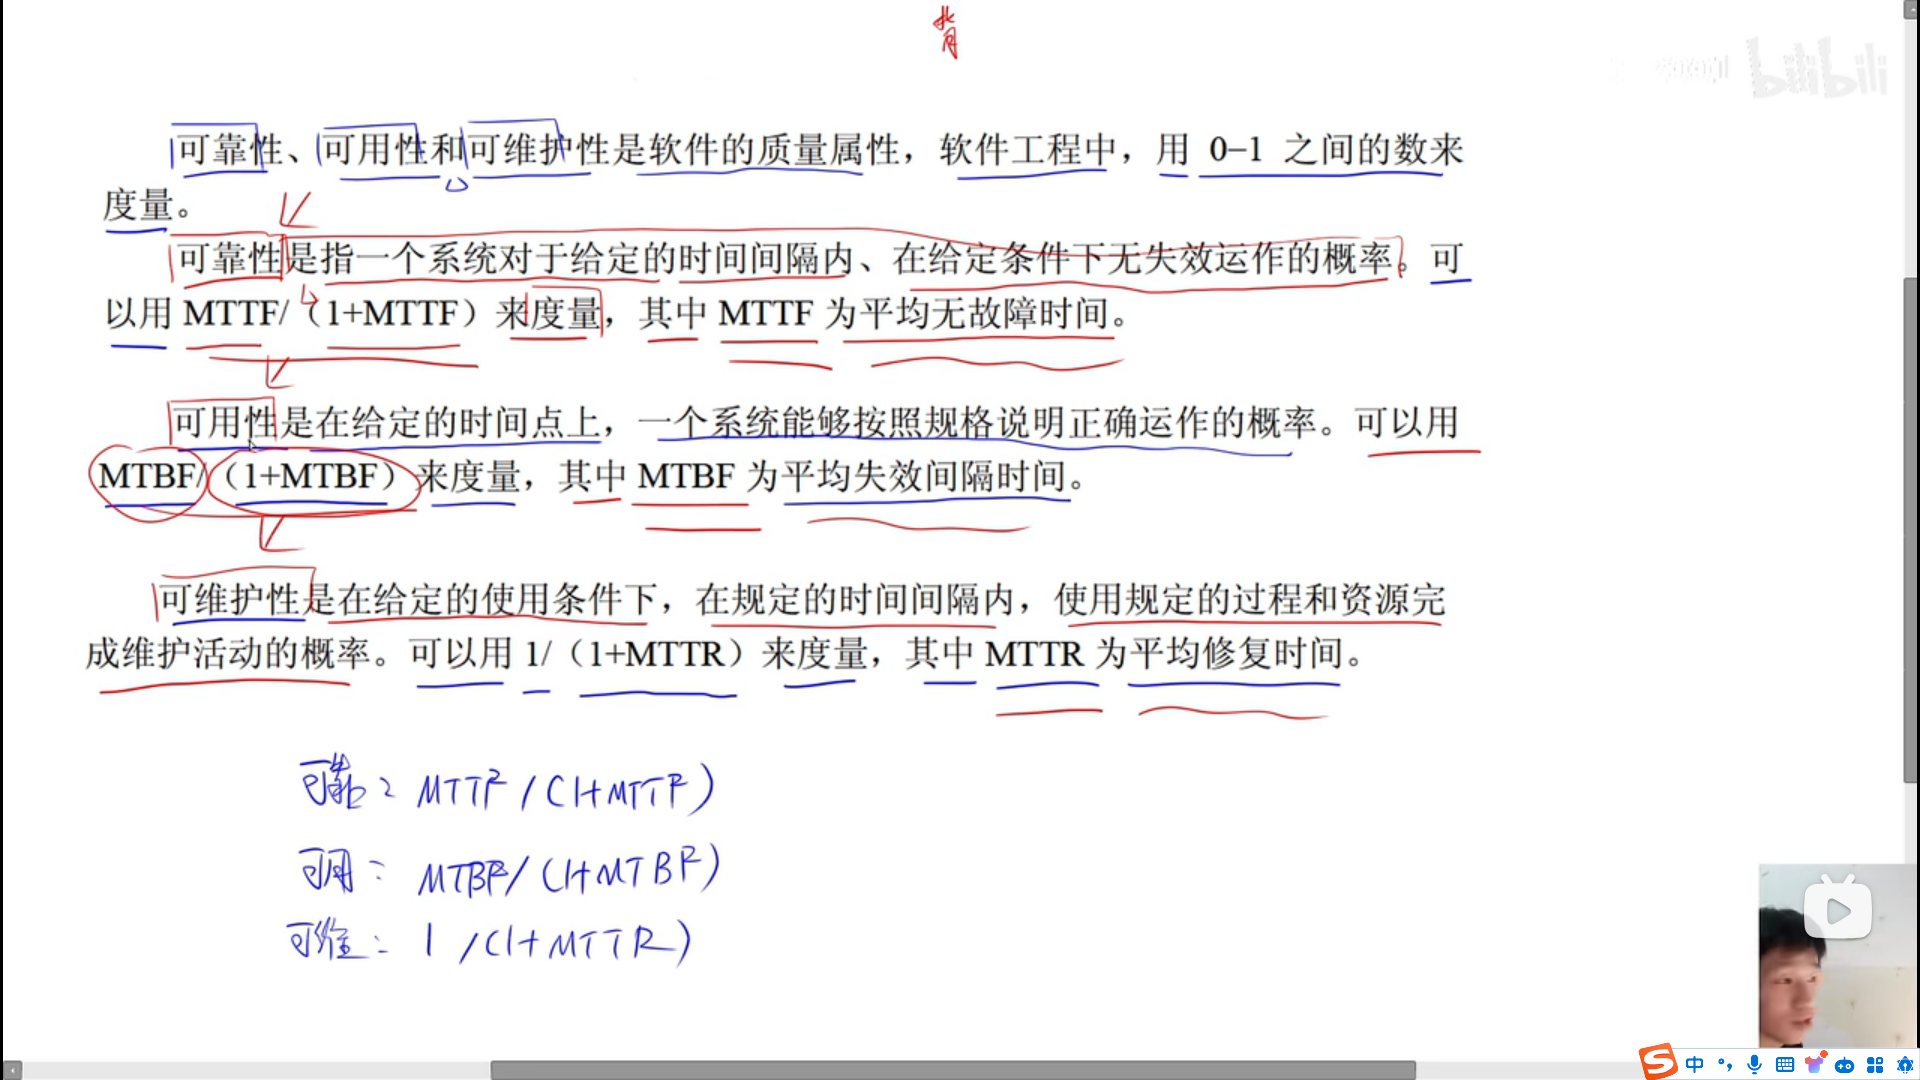 背
bilibili
可靠性、可用性和可维护性是软件的质量属性，软件工程中，用 0-1 之间的数来
度量。
可靠性是指一个系统对于给定的时间间隔内、在给定条件下无失效运作的概率。可
以用 MTTF/（1+MTTF）来度量，其中 MTTF 为平均无故障时间。
可用性是在给定的时间点上，一个系统能够按照规格说明正确运作的概率。可以用
MTBF/（1+MTBF）来度量，其中 MTBF 为平均失效间隔时间。
可维护性是在给定的使用条件下，在规定的时间间隔内，使用规定的过程和资源完
成维护活动的概率。可以用 1/（1+MTTR）来度量，其中 MTTR 为平均修复时间。
可靠: MTTF/(1+MTTF)
可用: MTBF/(1+MTBF)
可维: 1/(1+MTTR)
中